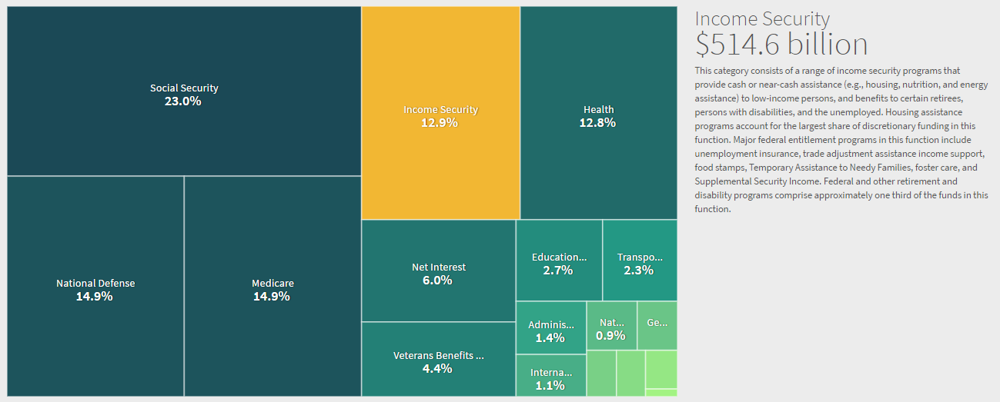 Social Security
23.0%
National Defense
14.9%
Medicare
14.9%
Income Security
12.9%
Health
12.8%
Net Interest
6.0%
Veterans Benefits ...
4.4%
Education...
2.7%
Transpo...
2.3%
Adminis...
1.4%
Interna...
1.1%
Nat...
0.9%
Ge...
Income Security
$514.6 billion
This category consists of a range of income security programs that
provide cash or near-cash assistance (e.g., housing, nutrition, and energy
assistance) to low-income persons, and benefits to certain retirees,
persons with disabilities, and the unemployed. Housing assistance
programs account for the largest share of discretionary funding in this
function. Major federal entitlement programs in this function include
unemployment insurance, trade adjustment assistance income support,
food stamps, Temporary Assistance to Needy Families, foster care, and
Supplemental Security Income. Federal and other retirement and
disability programs comprise approximately one third of the funds in this
function.